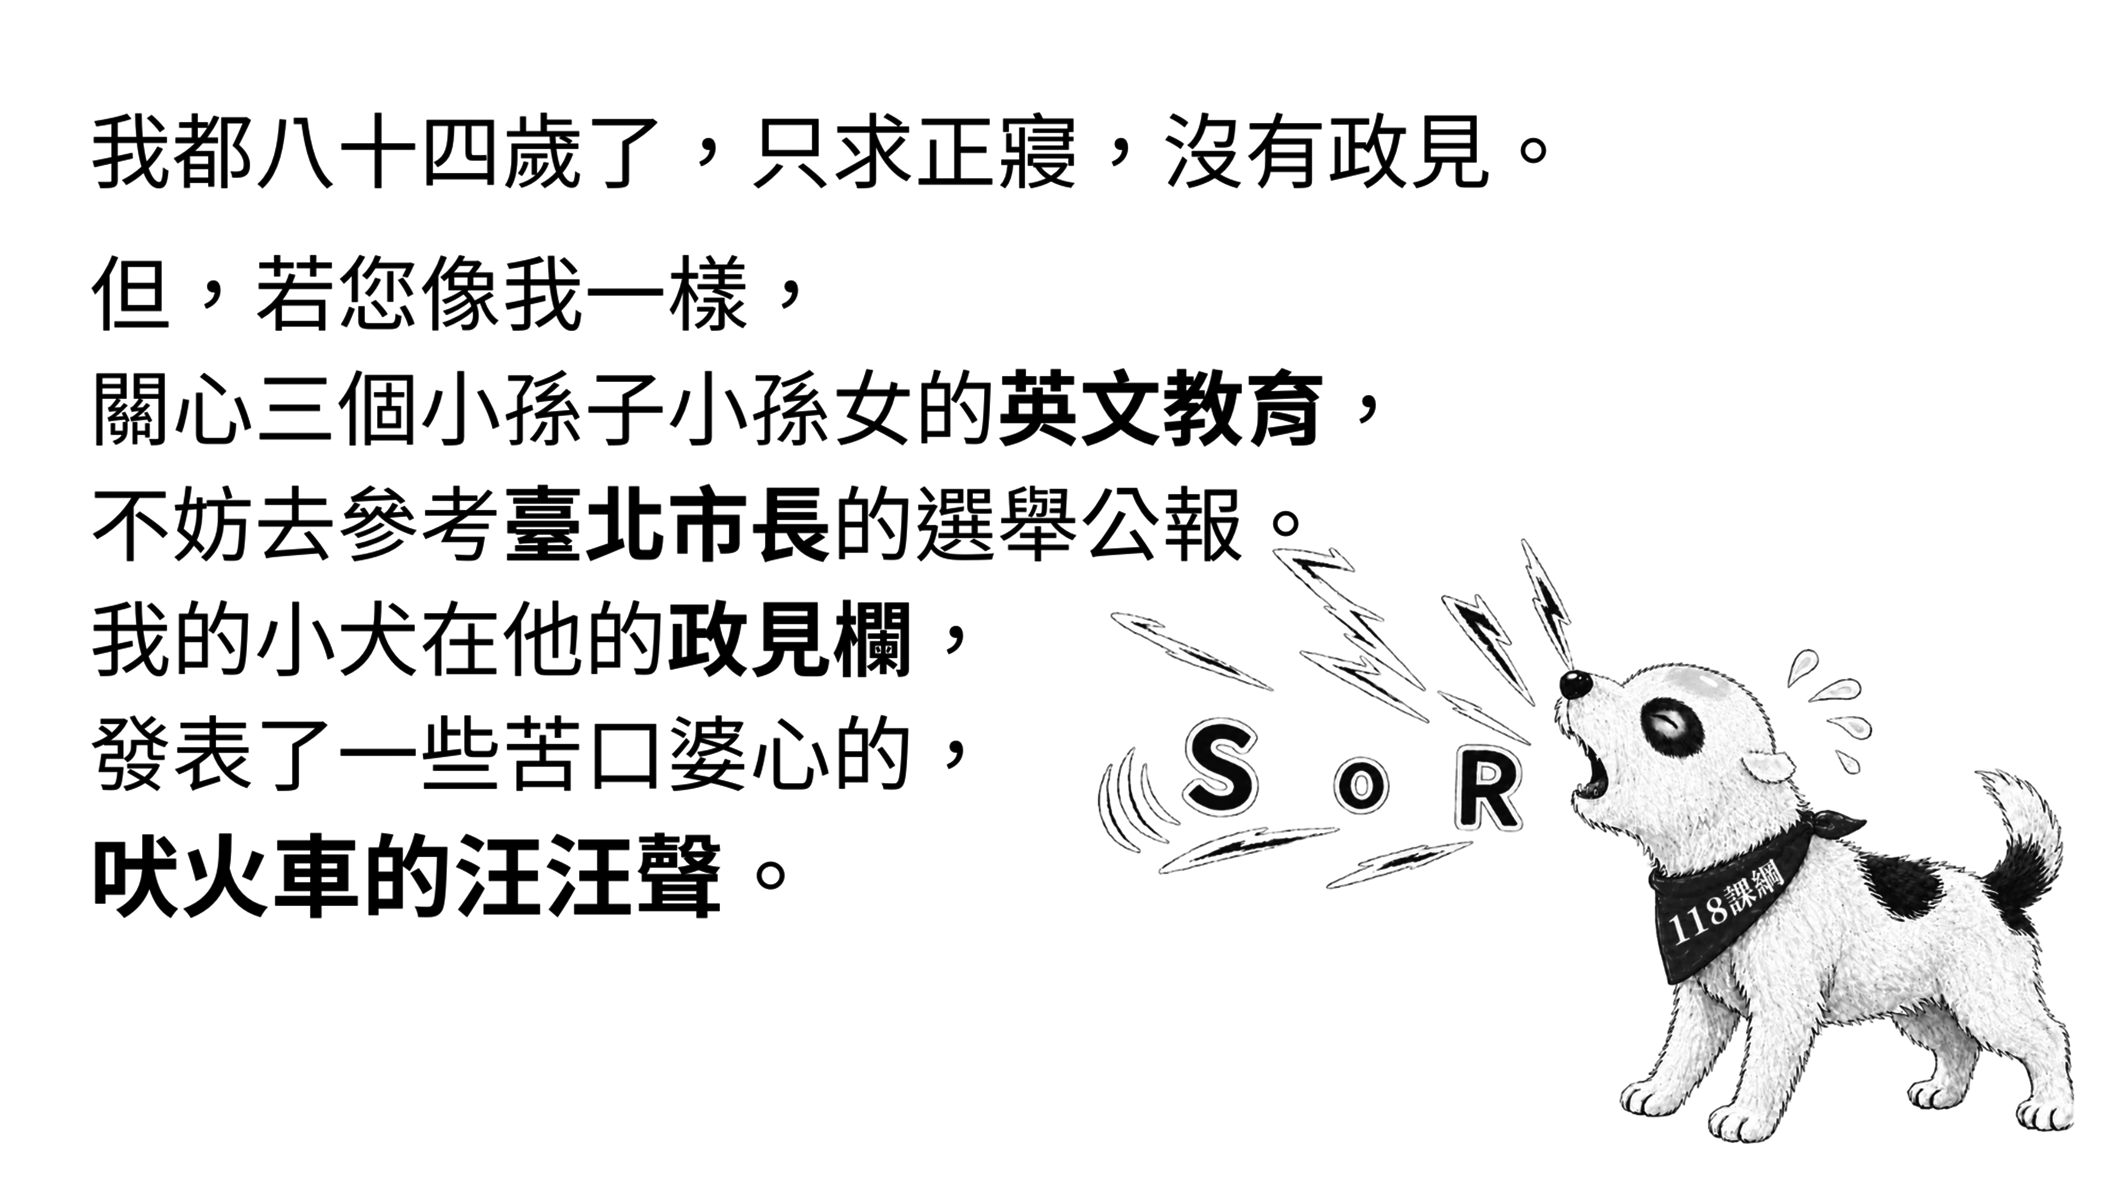 我都八十四歲了，只求正寢，沒有政見。
但，若您像我一樣，
關心三個小孫子小孫女的英文教育，
不妨去參考臺北市長的選舉公報。
我的小犬在他的政見欄，
發表了一些苦口婆心的，
吠火車的汪汪聲。
S o R
118課綱